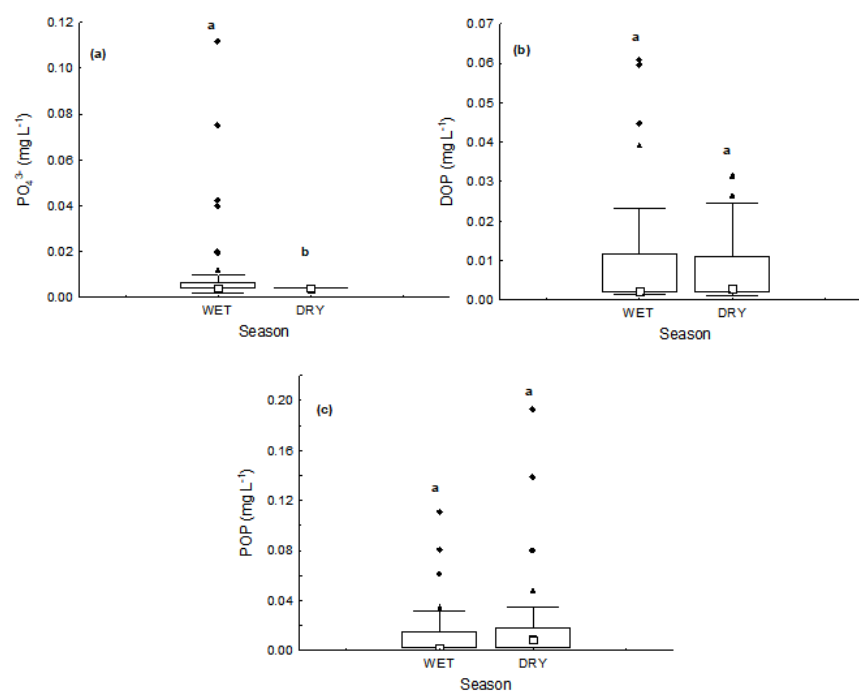 (a)
a
b
PO₄³⁻ (mg L⁻¹)
0.12
0.10
0.08
0.06
0.04
0.02
0.00
WET DRY
Season
(b)
a
a
DOP (mg L⁻¹)
0.07
0.06
0.05
0.04
0.03
0.02
0.01
0.00
WET DRY
Season
(c)
a
a
POP (mg L⁻¹)
0.20
0.16
0.12
0.08
0.04
0.00
WET DRY
Season